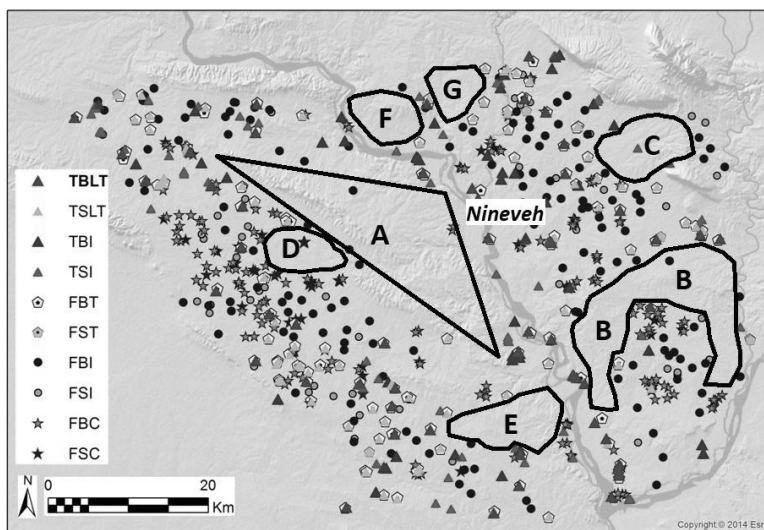 G
F
C
Nineveh
A
D
B
B
E
TBLT
TSLT
TBI
TSI
FBT
FST
FBI
FSI
FBC
FSC
N
0 20
Km
Copyright © 2014 Esri